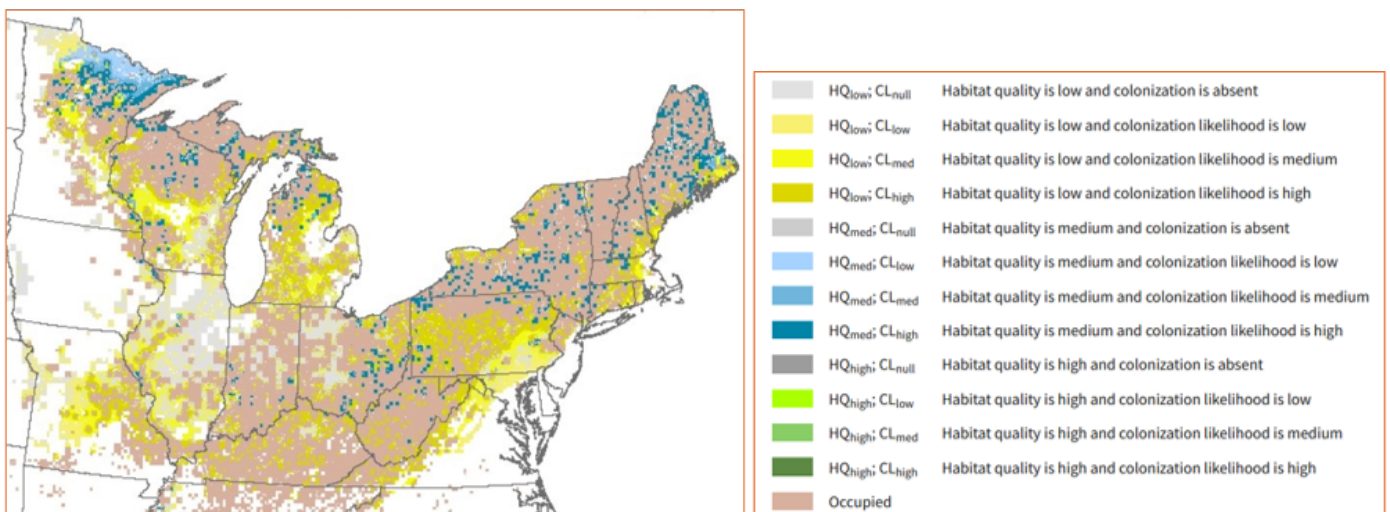 HQlow; CLnull Habitat quality is low and colonization is absent
HQlow; CLlow Habitat quality is low and colonization likelihood is low
HQlow; CLmed Habitat quality is low and colonization likelihood is medium
HQlow; CLhigh Habitat quality is low and colonization likelihood is high
HQmed; CLnull Habitat quality is medium and colonization is absent
HQmed; CLlow Habitat quality is medium and colonization likelihood is low
HQmed; CLmed Habitat quality is medium and colonization likelihood is medium
HQmed; CLhigh Habitat quality is medium and colonization likelihood is high
HQhigh; CLnull Habitat quality is high and colonization is absent
HQhigh; CLlow Habitat quality is high and colonization likelihood is low
HQhigh; CLmed Habitat quality is high and colonization likelihood is medium
HQhigh; CLhigh Habitat quality is high and colonization likelihood is high
Occupied